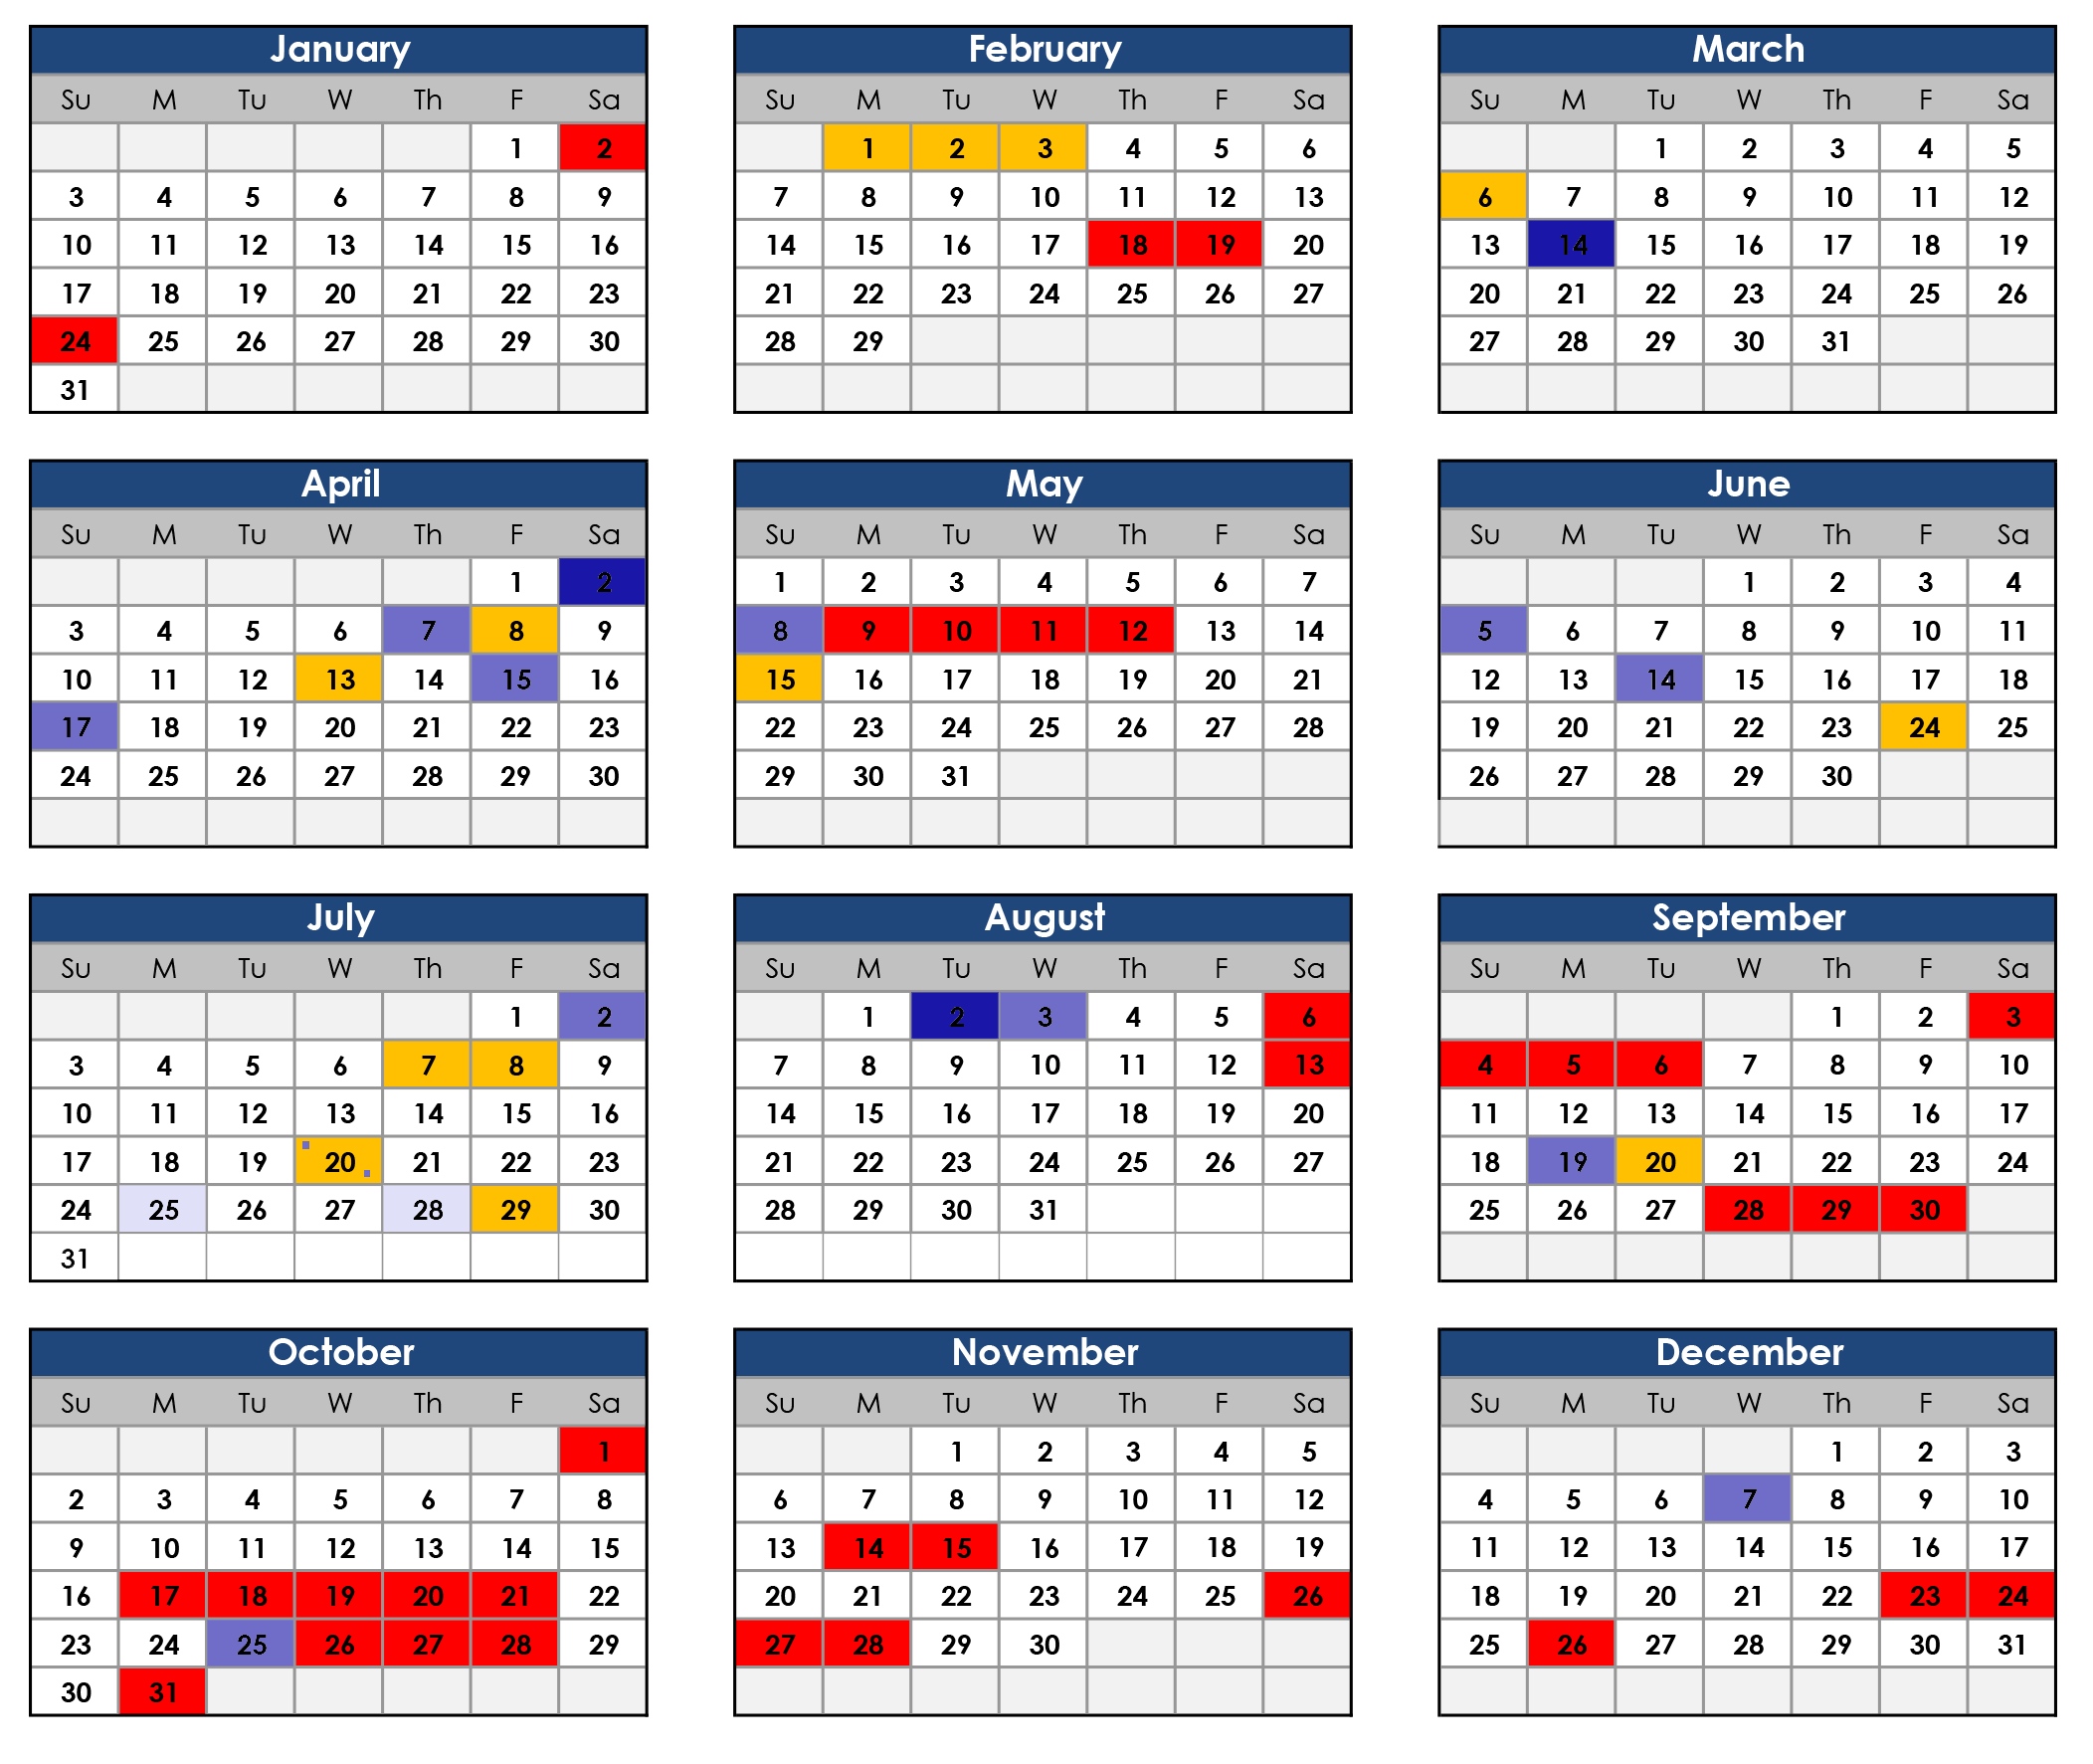 January
Su M Tu W Th F Sa
1 2
3 4 5 6 7 8 9
10 11 12 13 14 15 16
17 18 19 20 21 22 23
24 25 26 27 28 29 30
31
February
Su M Tu W Th F Sa
1 2 3 4 5 6
7 8 9 10 11 12 13
14 15 16 17 18 19 20
21 22 23 24 25 26 27
28 29
March
Su M Tu W Th F Sa
1 2 3 4 5
6 7 8 9 10 11 12
13 14 15 16 17 18 19
20 21 22 23 24 25 26
27 28 29 30 31
April
Su M Tu W Th F Sa
1 2
3 4 5 6 7 8 9
10 11 12 13 14 15 16
17 18 19 20 21 22 23
24 25 26 27 28 29 30
May
Su M Tu W Th F Sa
1 2 3 4 5 6 7
8 9 10 11 12 13 14
15 16 17 18 19 20 21
22 23 24 25 26 27 28
29 30 31
June
Su M Tu W Th F Sa
1 2 3 4
5 6 7 8 9 10 11
12 13 14 15 16 17 18
19 20 21 22 23 24 25
26 27 28 29 30
July
Su M Tu W Th F Sa
1 2
3 4 5 6 7 8 9
10 11 12 13 14 15 16
17 18 19 20 21 22 23
24 25 26 27 28 29 30
31
August
Su M Tu W Th F Sa
1 2 3 4 5 6
7 8 9 10 11 12 13
14 15 16 17 18 19 20
21 22 23 24 25 26 27
28 29 30 31
September
Su M Tu W Th F Sa
1 2 3
4 5 6 7 8 9 10
11 12 13 14 15 16 17
18 19 20 21 22 23 24
25 26 27 28 29 30
October
Su M Tu W Th F Sa
1
2 3 4 5 6 7 8
9 10 11 12 13 14 15
16 17 18 19 20 21 22
23 24 25 26 27 28 29
30 31
November
Su M Tu W Th F Sa
1 2 3 4 5
6 7 8 9 10 11 12
13 14 15 16 17 18 19
20 21 22 23 24 25 26
27 28 29 30
December
Su M Tu W Th F Sa
1 2 3
4 5 6 7 8 9 10
11 12 13 14 15 16 17
18 19 20 21 22 23 24
25 26 27 28 29 30 31